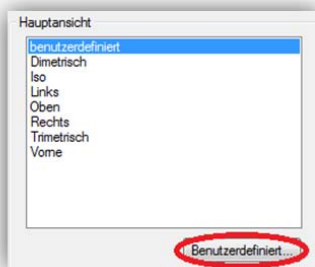 Hauptansicht
benutzerdefiniert
Dimetrisch
Iso
Links
Oben
Rechts
Trimetrisch
Vorne
Benutzerdefiniert...